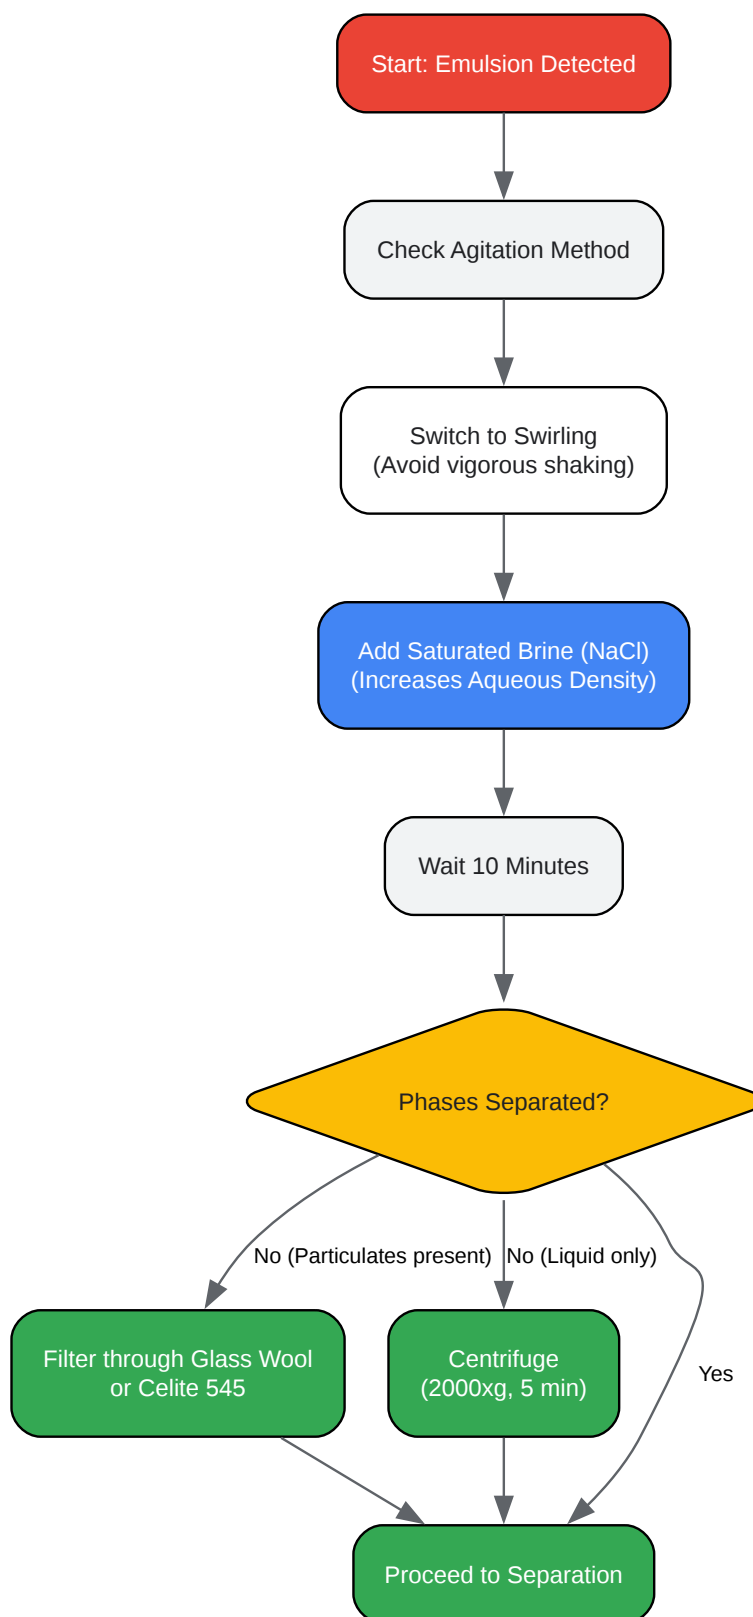 Start: Emulsion Detected
Check Agitation Method
Switch to Swirling
(Avoid vigorous shaking)
Add Saturated Brine (NaCl)
(Increases Aqueous Density)
Wait 10 Minutes
Phases Separated?
No (Particulates present)
No (Liquid only)
Filter through Glass Wool
or Celite 545
Centrifuge
(2000xg, 5 min)
Yes
Proceed to Separation